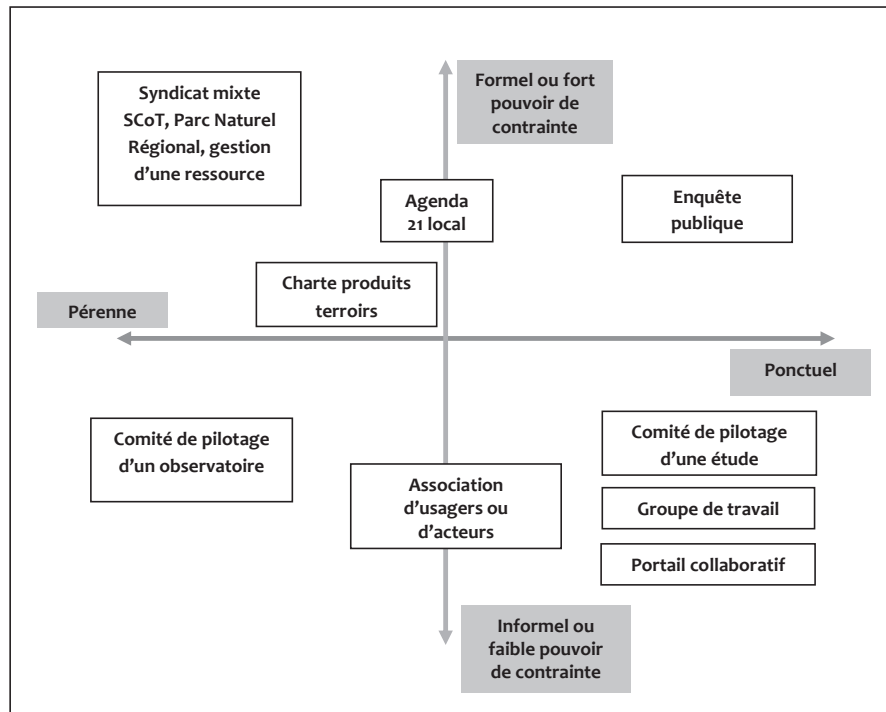 Syndicat mixte
SCoT, Parc Naturel
Régional, gestion
d'une ressource
Formel ou fort
pouvoir de
contrainte
Agenda
21 local
Enquête
publique
Charte produits
terroirs
Pérenne
Ponctuel
Comité de pilotage
d'un observatoire
Association
d'usagers ou
d'acteurs
Comité de pilotage
d'une étude
Groupe de travail
Portail collaboratif
Informel ou
faible pouvoir
de contrainte